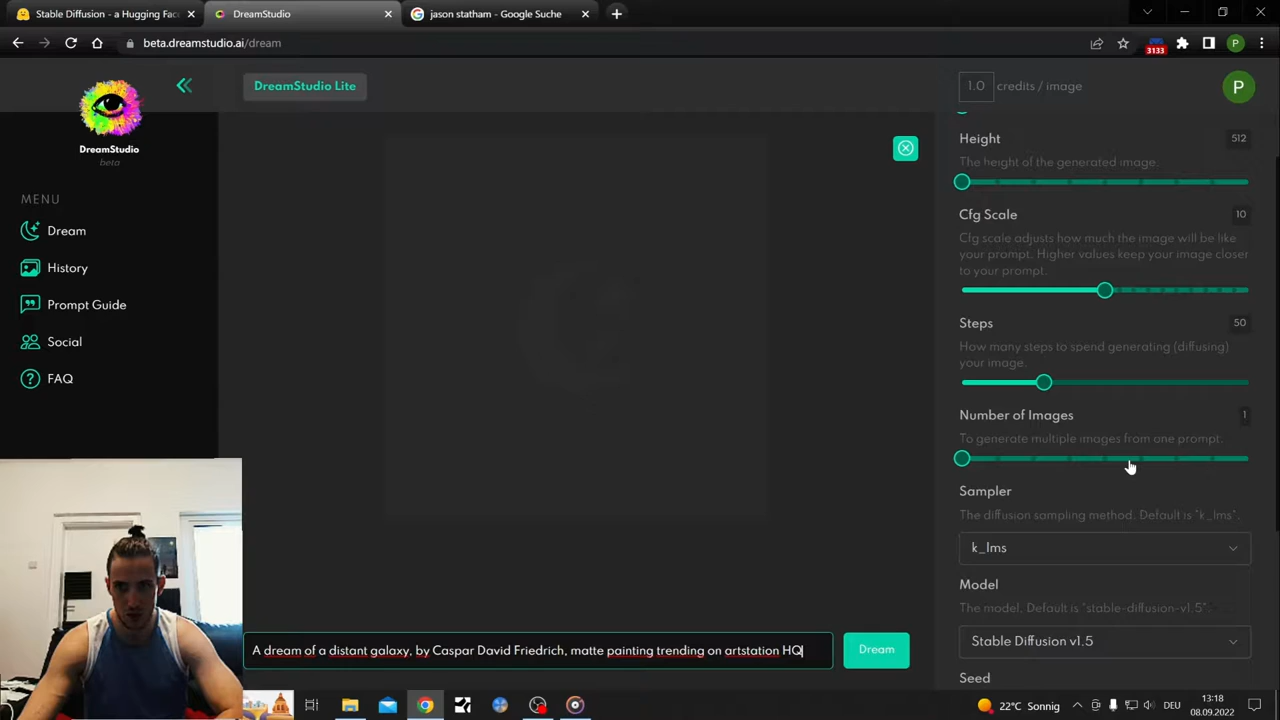 Stable Diffusion - a Hugging Fac
DreamStudio
jason statham - Google Suche
beta.dreamstudio.ai/dream
3133
P
DreamStudio
beta
DreamStudio Lite
1.0 credits / image
P
MENU
Dream
History
Prompt Guide
Social
FAQ
Height
512
The height of the generated image.
Cfg Scale
10
Cfg scale adjusts how much the image will be like
your prompt. Higher values keep your image closer
to your prompt.
Steps
50
How many steps to spend generating (diffusing)
your image.
Number of Images
1
To generate multiple images from one prompt.
Sampler
The diffusion sampling method. Default is "k_lms".
k_lms
Model
The model. Default is "stable-diffusion-v1.5".
Stable Diffusion v1.5
Seed
A dream of a distant galaxy, by Caspar David Friedrich, matte painting trending on artstation HQ
Dream
22°C Sonnig
DEU
13:18
08.09.2022